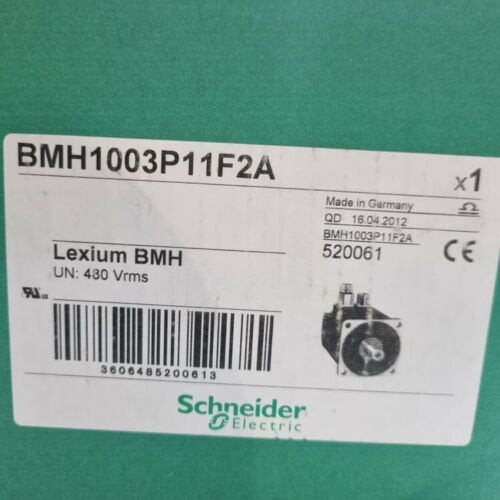 BMH1003P11F2A
x1
Made in Germany
QD 16.04.2012
BMH1003P11F2A
520061
CE
Lexium BMH
UN: 480 Vrms
3606485200613
Schneider
Electric